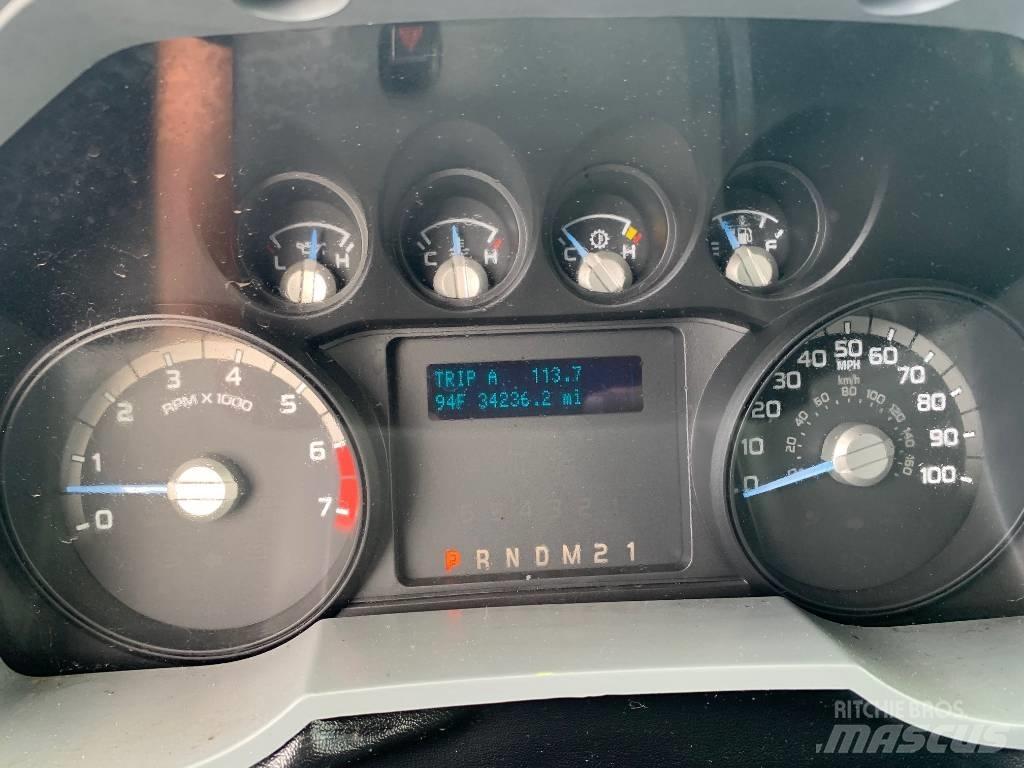 L H
C H
C H
F
0 1 2 3 4 5 6 7
RPM X 1000
TRIP A 113.7
94F 34236.2 mi
P R N D M 2 1
0 10 20 30 40 50 60 70 80 90 100
MPH
km/h
20 40 60 80 100 120 140 160
RITCHIE BROS.
MASCUS